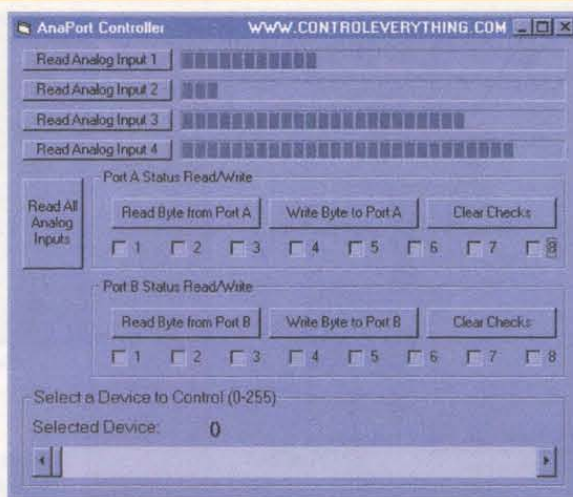 AnaPort Controller WWW.CONTROLEVERYTHING.COM
Read Analog Input 1
Read Analog Input 2
Read Analog Input 3
Read Analog Input 4
Read All
Analog
Inputs
Port A Status Read/Write
Read Byte from Port A Write Byte to Port A Clear Checks
1 2 3 4 5 6 7 8
Port B Status Read/Write
Read Byte from Port B Write Byte to Port B Clear Checks
1 2 3 4 5 6 7 8
Select a Device to Control (0-255)
Selected Device: 0